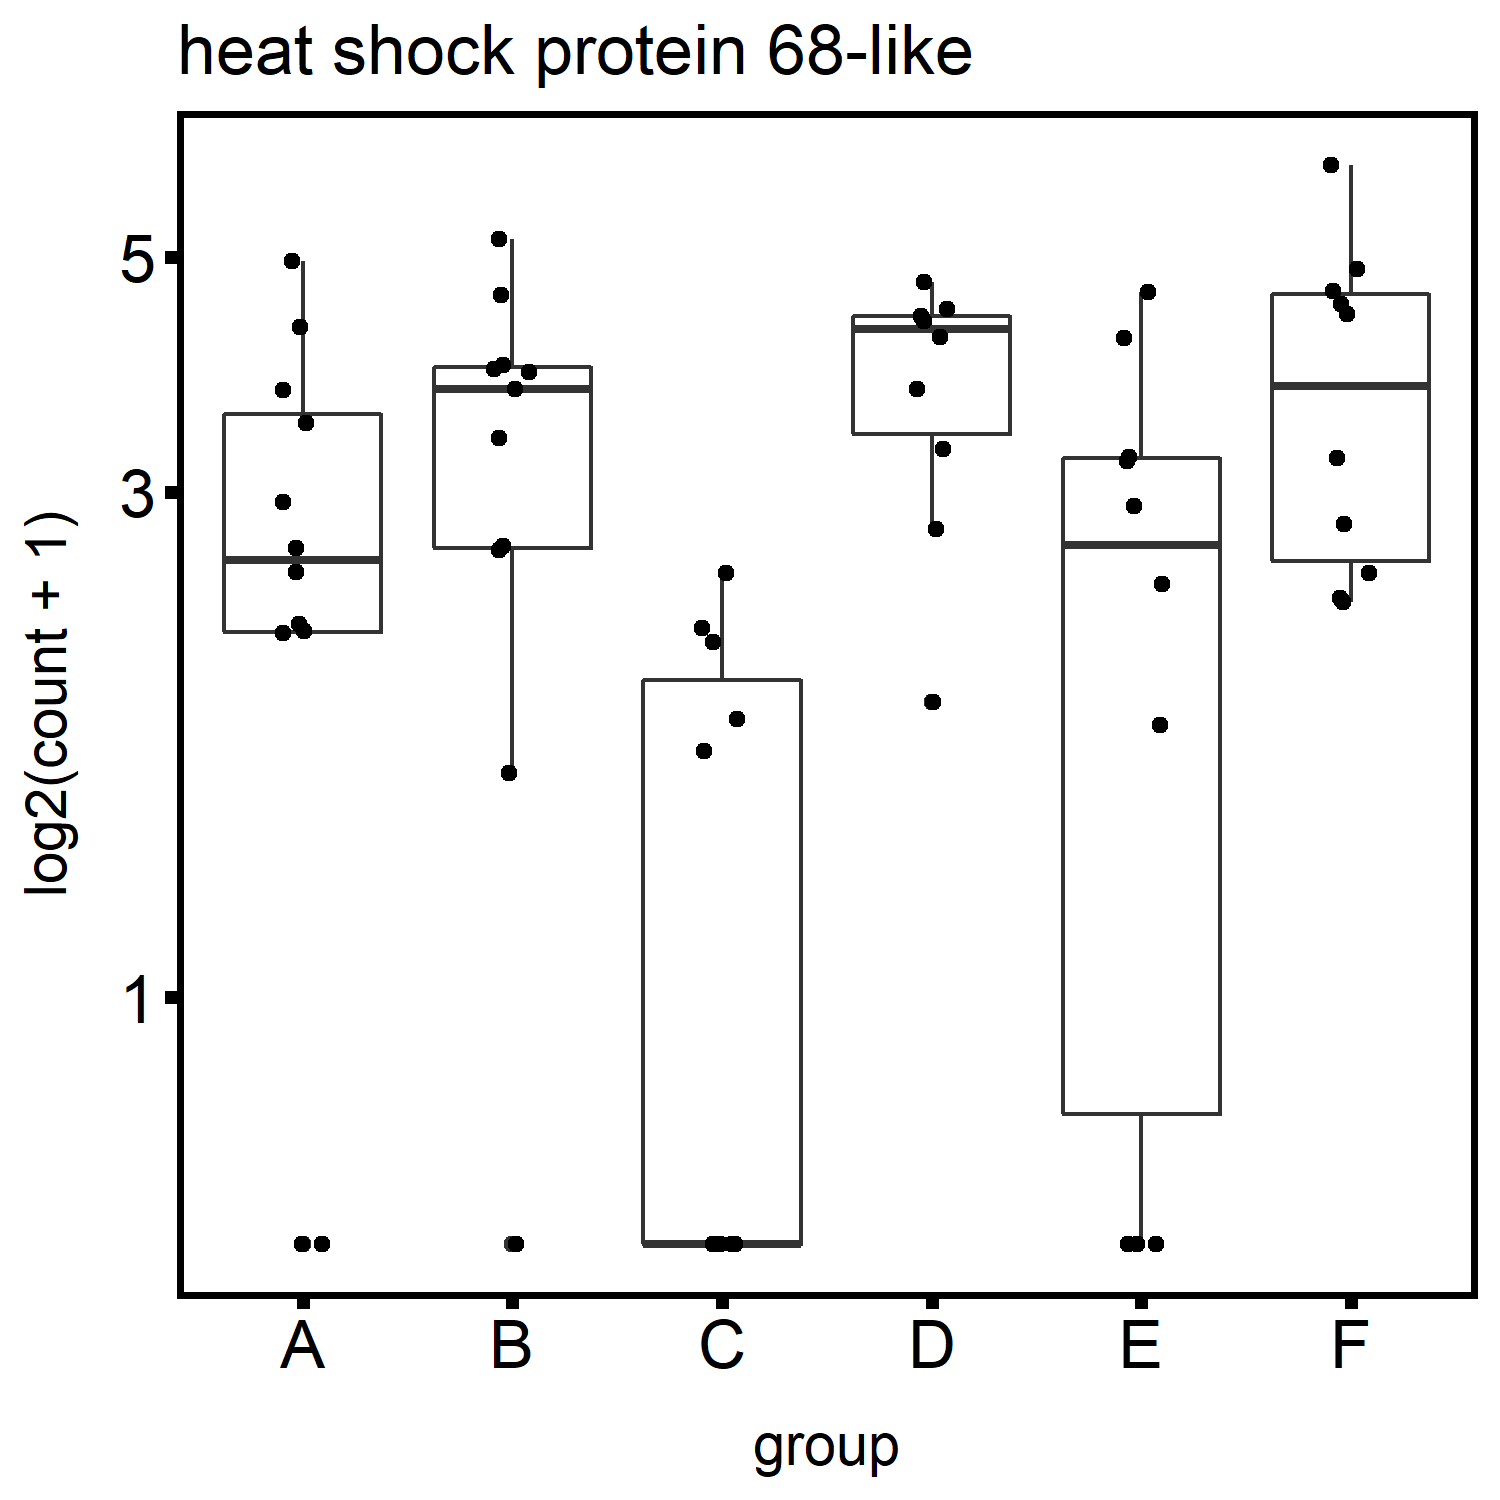 heat shock protein 68-like
log2(count + 1)
5
3
1
A B C D E F
group